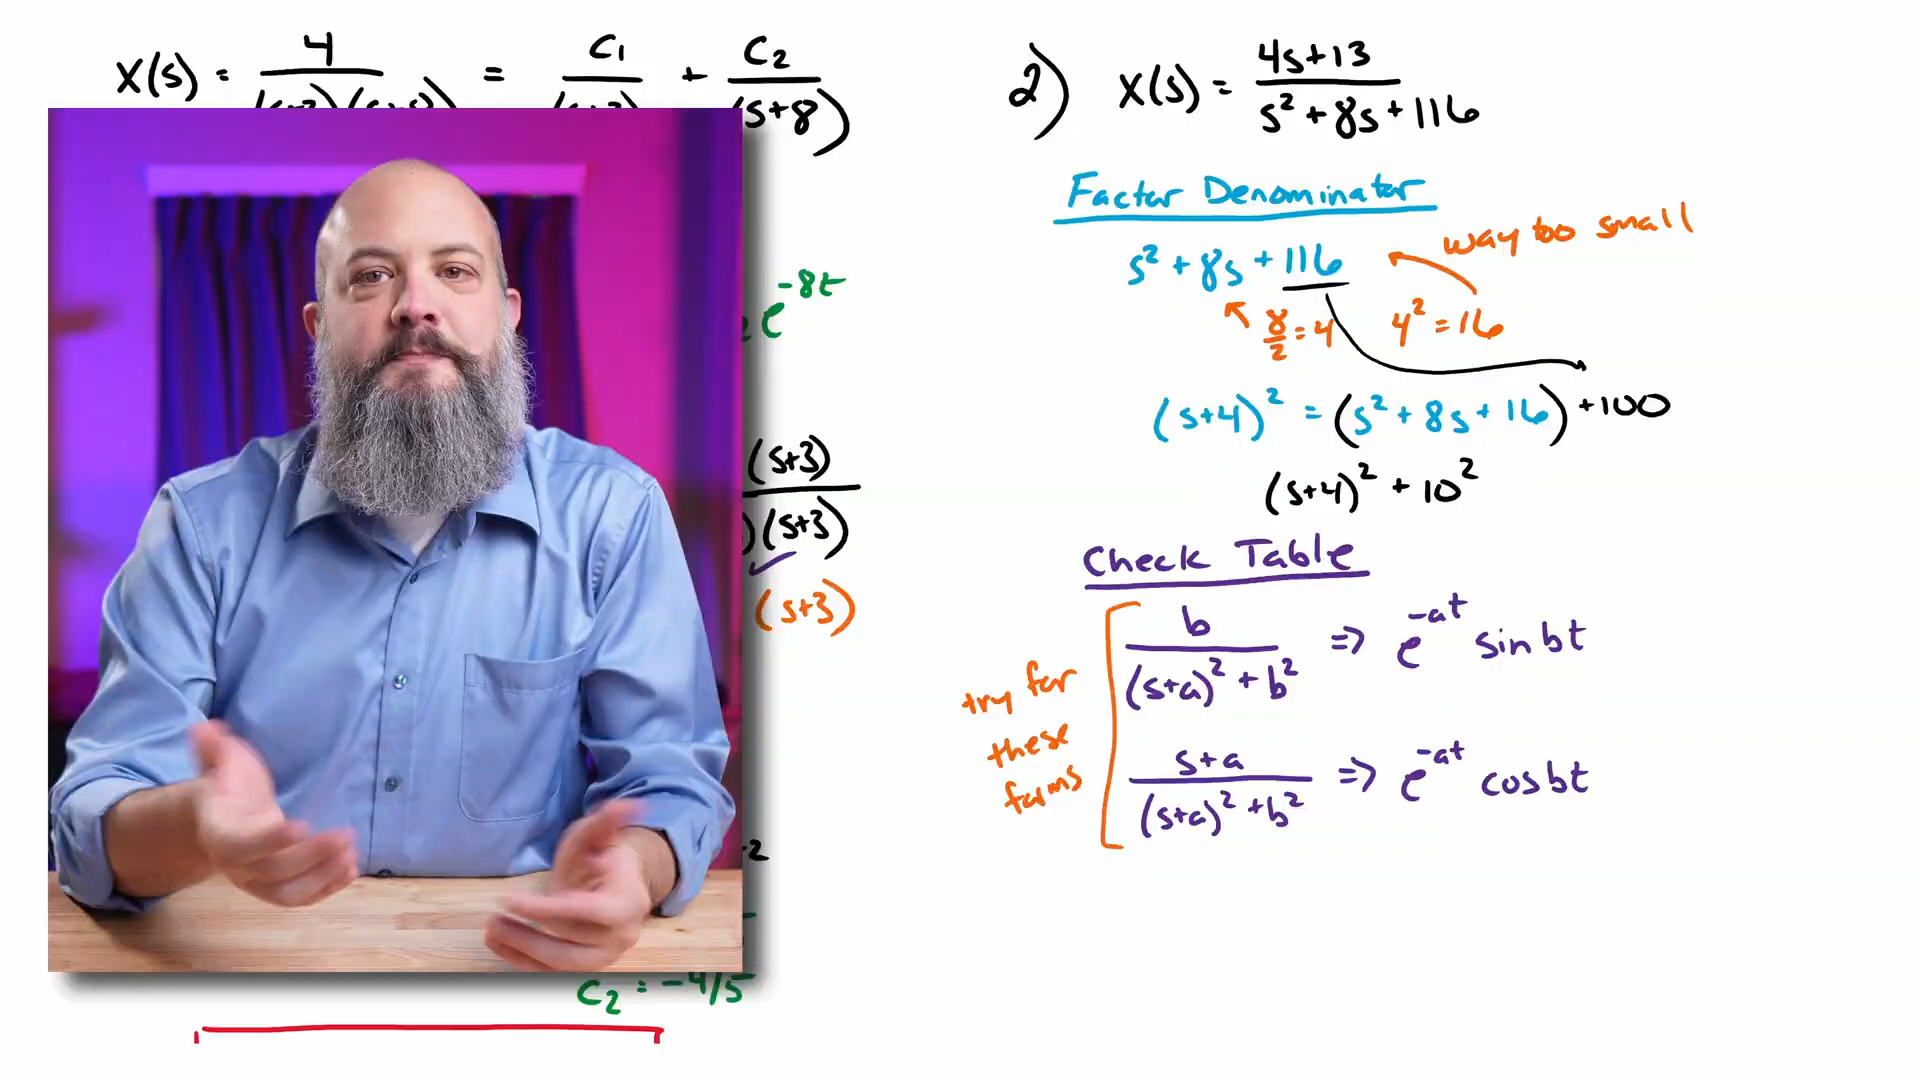 X(s) = 4 = C1 + C2
(s+8)
e^-8t
(s+3)
)(s+3)
(s+3)
C2 = -4/5
2) X(s) = 4s+13
s² + 8s + 116
Factor Denominator
way too small
s² + 8s + 116
8/2 = 4 4² = 16
(s+4)² = (s² + 8s + 16) + 100
(s+4)² + 10²
Check Table
try for
these
forms
b / (s+a)² + b² => e^-at sin bt
s+a / (s+a)² + b² => e^-at cos bt